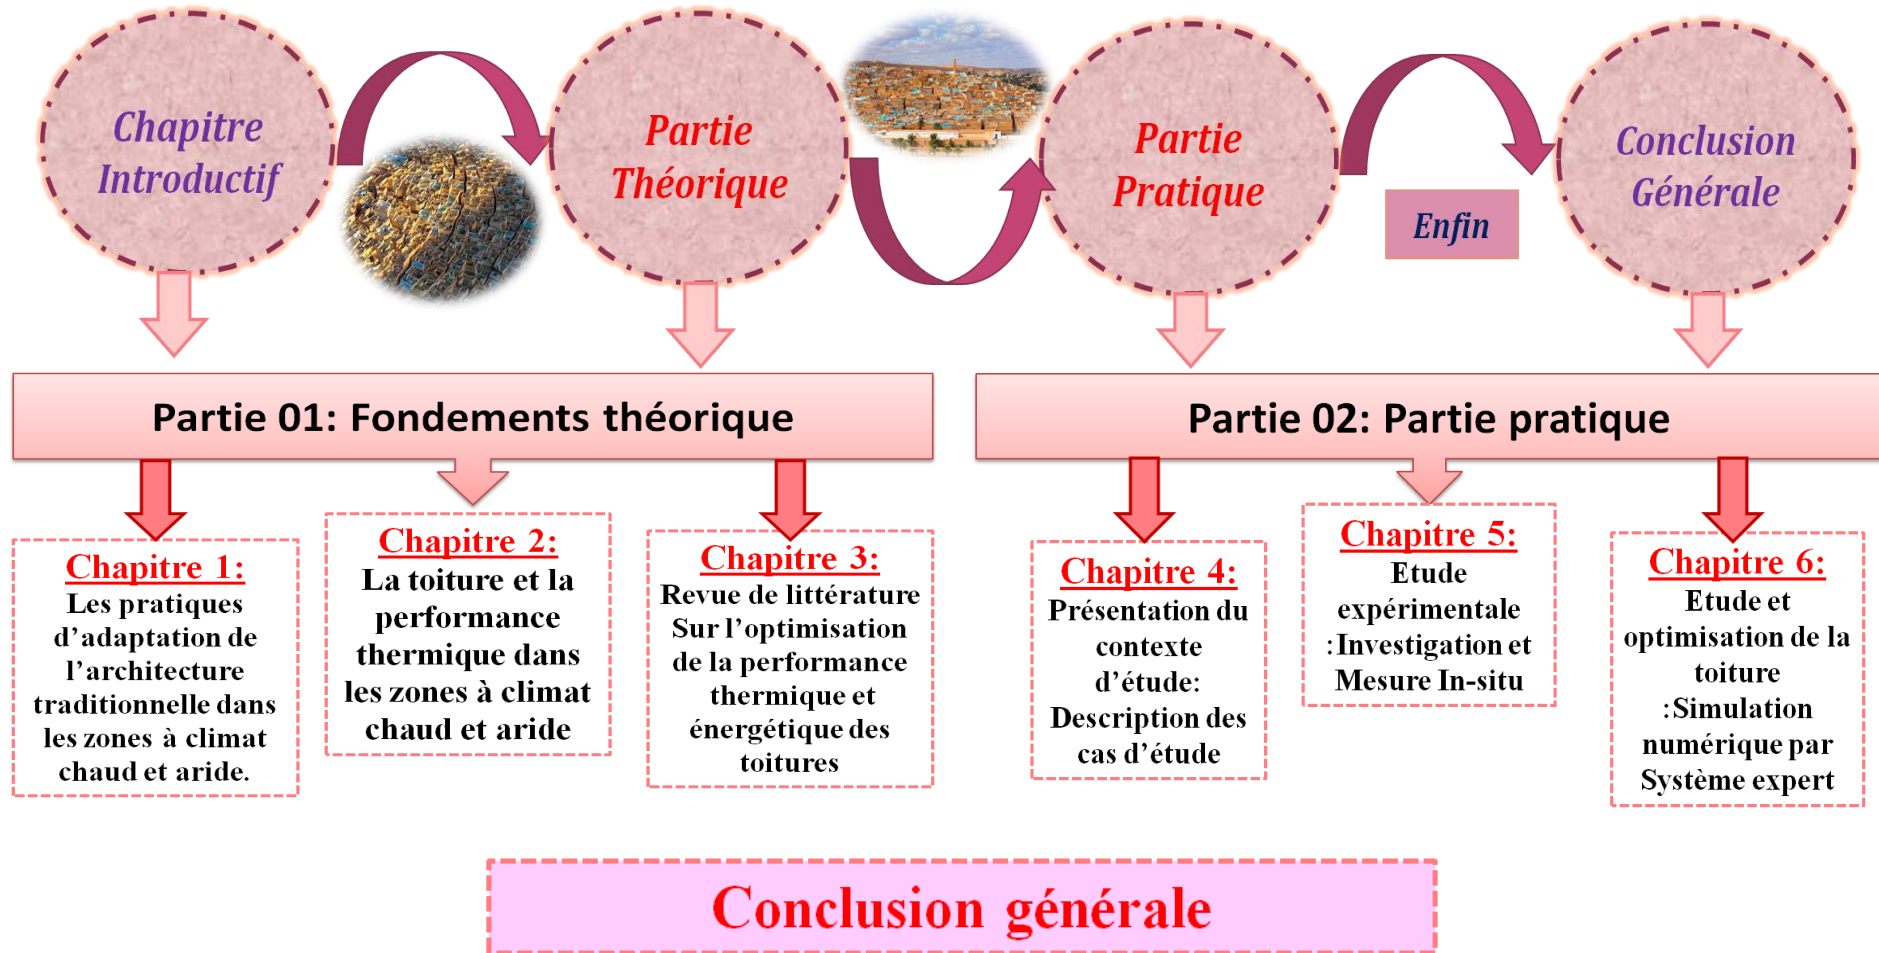 Chapitre
Introductif
Partie
Théorique
Partie
Pratique
Enfin
Conclusion
Générale
Partie 01: Fondements théorique
Partie 02: Partie pratique
Chapitre 1:
Les pratiques
d’adaptation de
l’architecture
traditionnelle dans
les zones à climat
chaud et aride.
Chapitre 2:
La toiture et la
performance
thermique dans
les zones à climat
chaud et aride
Chapitre 3:
Revue de littérature
Sur l’optimisation
de la performance
thermique et
énergétique des
toitures
Chapitre 4:
Présentation du
contexte
d’étude:
Description des
cas d’étude
Chapitre 5:
Etude
expérimentale
:Investigation et
Mesure In-situ
Chapitre 6:
Etude et
optimisation de la
toiture
:Simulation
numérique par
Système expert
Conclusion générale